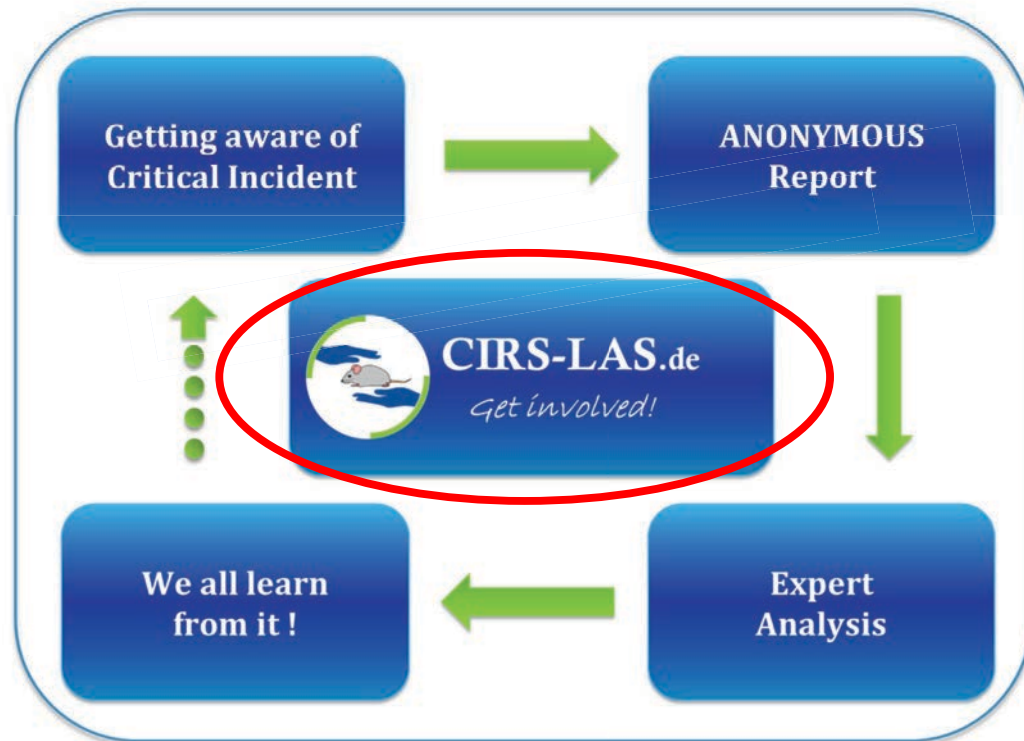 Getting aware of
Critical Incident
ANONYMOUS
Report
CIRS-LAS.de
Get involved!
We all learn
from it !
Expert
Analysis